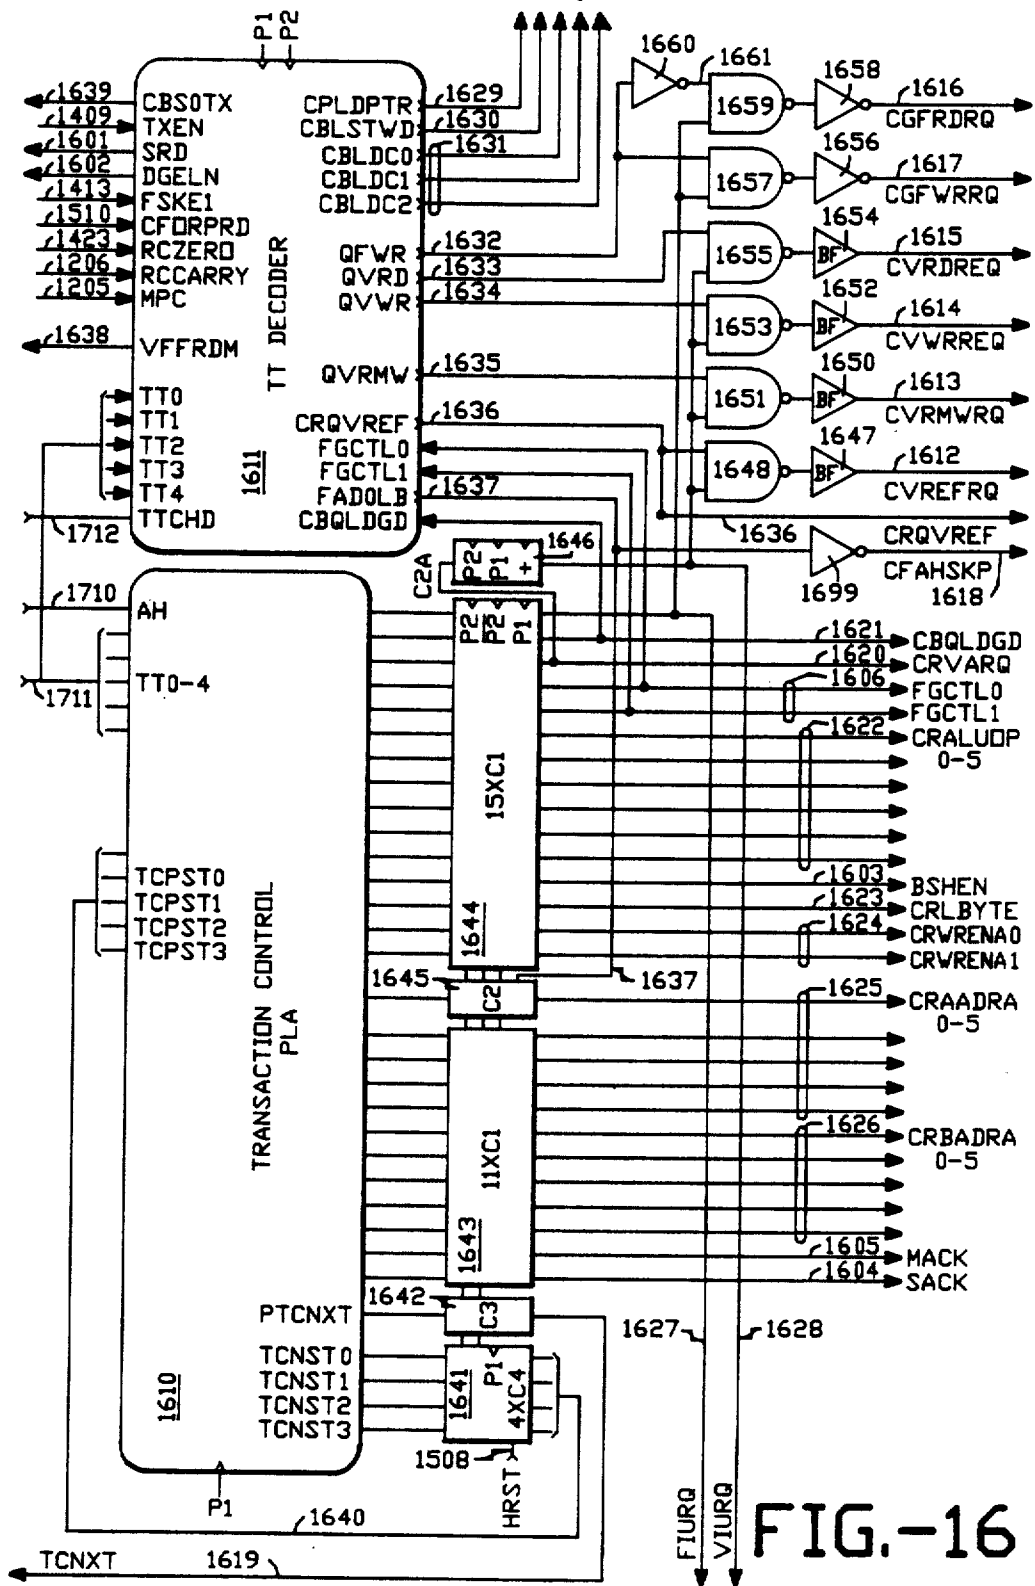 P1
P2
1639
CBSOTX
1409
TXEN
1601
SRD
1602
DGELN
1413
FSKE1
1510
CFORPRD
1423
RCZERO
1206
RCCARRY
1205
MPC
1638
VFFRDM
TT0
TT1
TT2
TT3
TT4
TTCHD
1712
TT DECODER
1611
CPLDPTR
1629
CBLSTWD
1630
CBLDC0
1631
CBLDC1
CBLDC2
QFWR
1632
QVRD
1633
QVWR
1634
QVRMW
1635
CRQVREF
1636
FGCTL0
FGCTL1
FADOLB
1637
CBQLDGD
1660
1661
1659
1658
1616
CGFRDRQ
1657
1656
1617
CGFWRRQ
1655
BF
1654
1615
CVRDREQ
1653
BF
1652
1614
CVWRREQ
1651
BF
1650
1613
CVRMWRQ
1648
BF
1647
1612
CVREFRQ
1636
CRQVREF
1699
CFAHSKP
1618
C2A
P2
P1
+
1646
1710
AH
1711
TT0-4
TCPST0
TCPST1
TCPST2
TCPST3
TRANSACTION CONTROL
PLA
1610
P2
P2
P1
15XC1
1644
1621
CBQLDGD
1620
CRVARQ
1606
FGCTL0
FGCTL1
1622
CRALUOP
0-5
1603
BSHEN
1623
CRLBYTE
1624
CRWRENA0
CRWRENA1
1645
C2
1637
1625
CRAADRA
0-5
11XC1
1643
1626
CRBADRA
0-5
1605
MACK
1604
SACK
1642
C3
PTCNXT
TCNST0
TCNST1
TCNST2
TCNST3
1641
P1
4XC4
1508
HRST
1627
1628
P1
1640
TCNXT
1619
FIURQ
VIURQ
FIG.-16